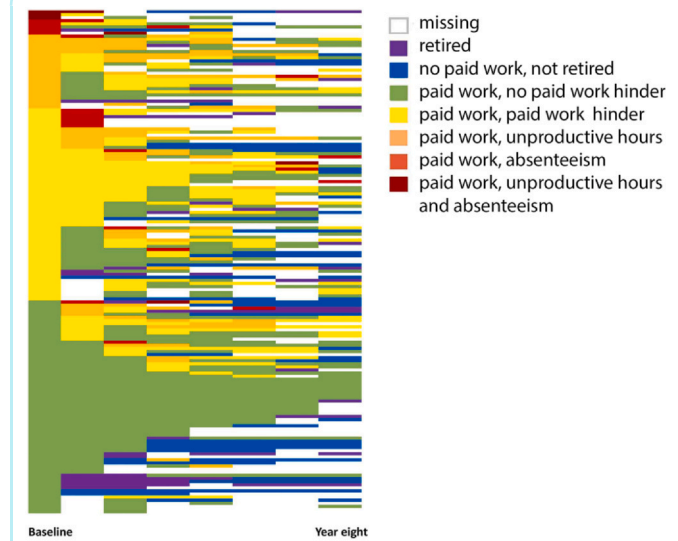 missing
retired
no paid work, not retired
paid work, no paid work hinder
paid work, paid work hinder
paid work, unproductive hours
paid work, absenteeism
paid work, unproductive hours
and absenteeism
Baseline
Year eight